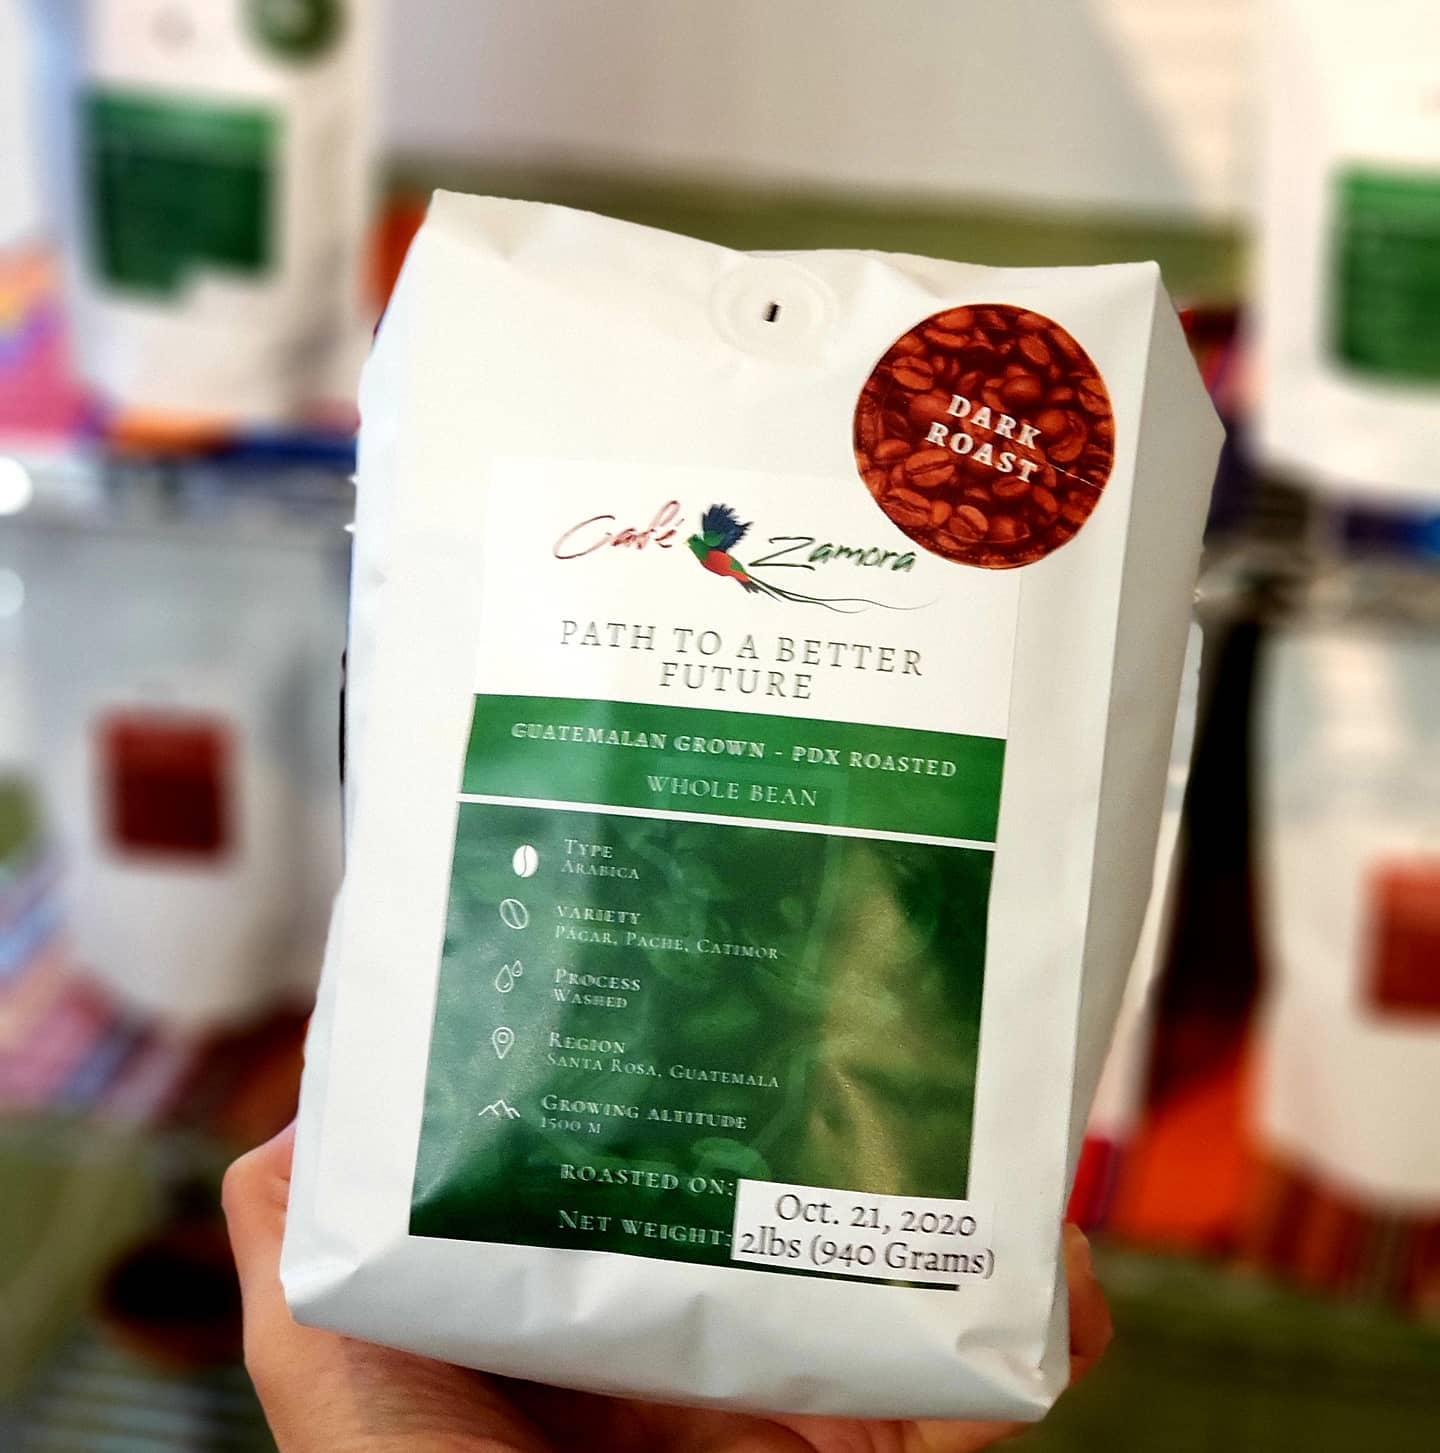 DARK
ROAST
Café Zamora
PATH TO A BETTER
FUTURE
GUATEMALAN GROWN - PDX ROASTED
WHOLE BEAN
TYPE
ARABICA
VARIETY
PACAR, PACHE, CATIMOR
PROCESS
WASHED
REGION
SANTA ROSA, GUATEMALA
GROWING ALTITUDE
1500 M
ROASTED ON: Oct. 21, 2020
NET WEIGHT: 2lbs (940 Grams)